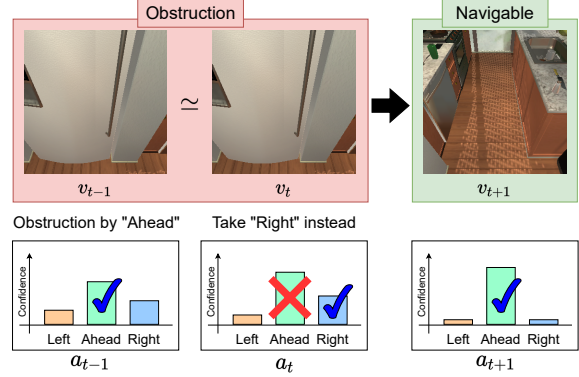 Obstruction
Navigable
≃
v_{t−1}
v_t
v_{t+1}
Obstruction by "Ahead"
Take "Right" instead
Confidence
Left Ahead Right
a_{t−1}
Confidence
Left Ahead Right
a_t
Confidence
Left Ahead Right
a_{t+1}